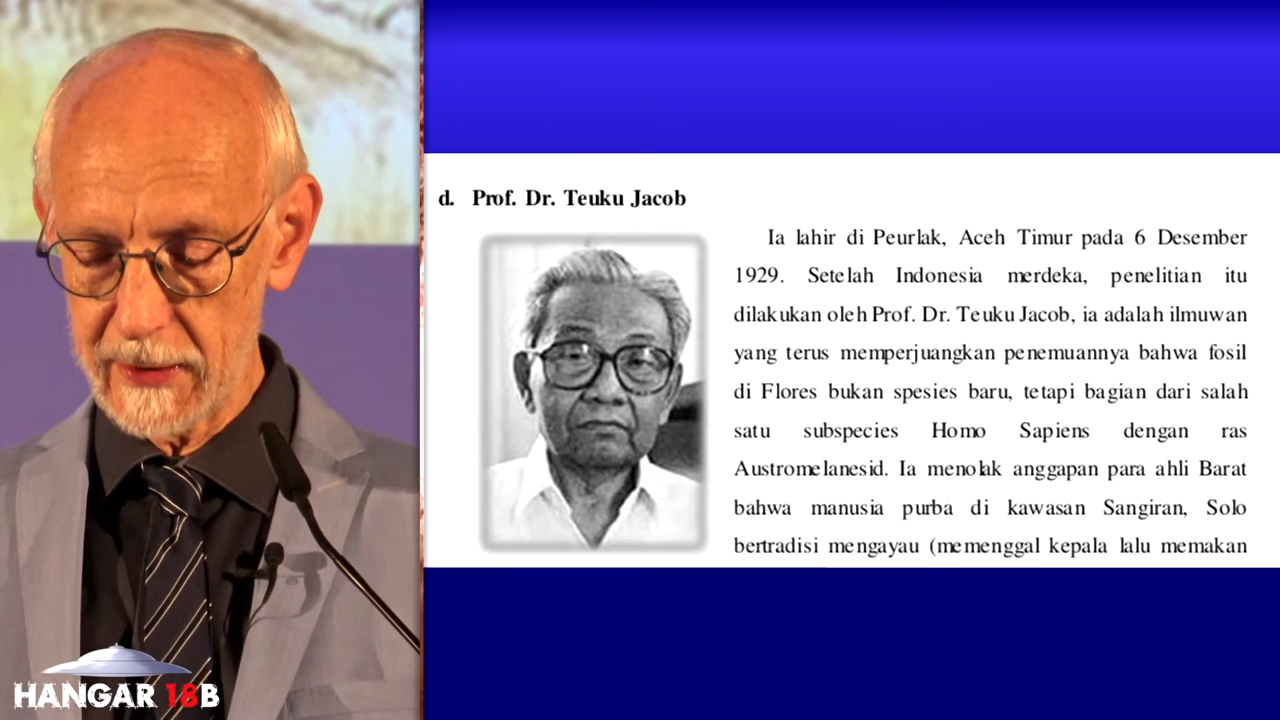 d. Prof. Dr. Teuku Jacob
Ia lahir di Peurlak, Aceh Timur pada 6 Desember
1929. Setelah Indonesia merdeka, penelitian itu
dilakukan oleh Prof. Dr. Teuku Jacob, ia adalah ilmuwan
yang terus memperjuangkan penemuannya bahwa fosil
di Flores bukan spesies baru, tetapi bagian dari salah
satu subspecies Homo Sapiens dengan ras
Austromelanesid. Ia menolak anggapan para ahli Barat
bahwa manusia purba di kawasan Sangiran, Solo
bertradisi mengayau (memenggal kepala lalu memakan
HANGAR 18B